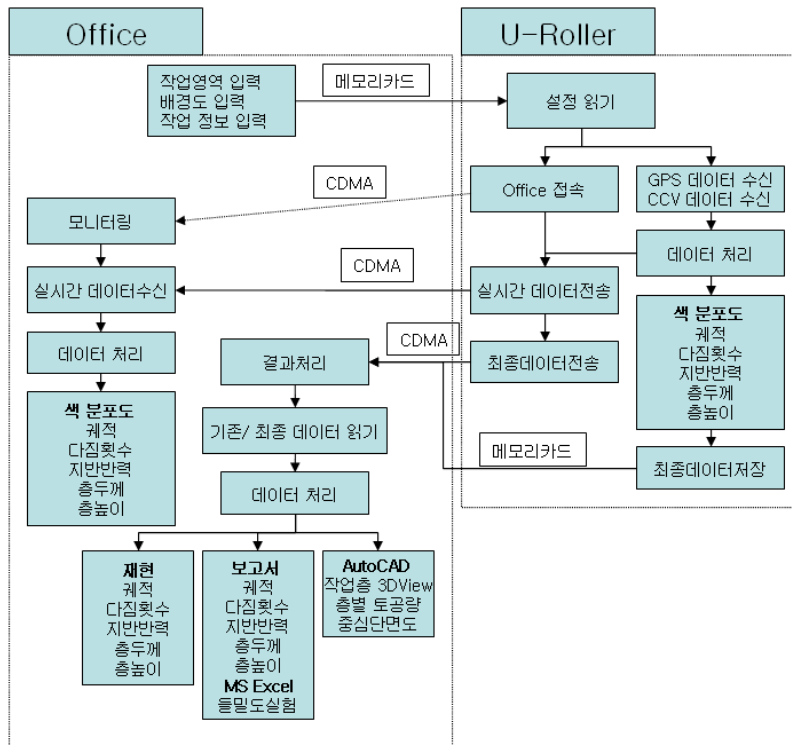 Office
U-Roller
작업영역 입력
배경도 입력
작업 정보 입력
메모리카드
설정 읽기
CDMA
Office 접속
GPS 데이터 수신
CCV 데이터 수신
모니터링
데이터 처리
CDMA
실시간 데이터수신
실시간 데이터전송
색 분포도
궤적
다짐횟수
지반반력
층두께
층높이
데이터 처리
결과처리
CDMA
최종데이터전송
색 분포도
궤적
다짐횟수
지반반력
층두께
층높이
기존/ 최종 데이터 읽기
메모리카드
최종데이터저장
데이터 처리
재현
궤적
다짐횟수
지반반력
층두께
층높이
보고서
궤적
다짐횟수
지반반력
층두께
층높이
MS Excel
들밀도실험
AutoCAD
작업층 3DView
층별 토공량
중심단면도